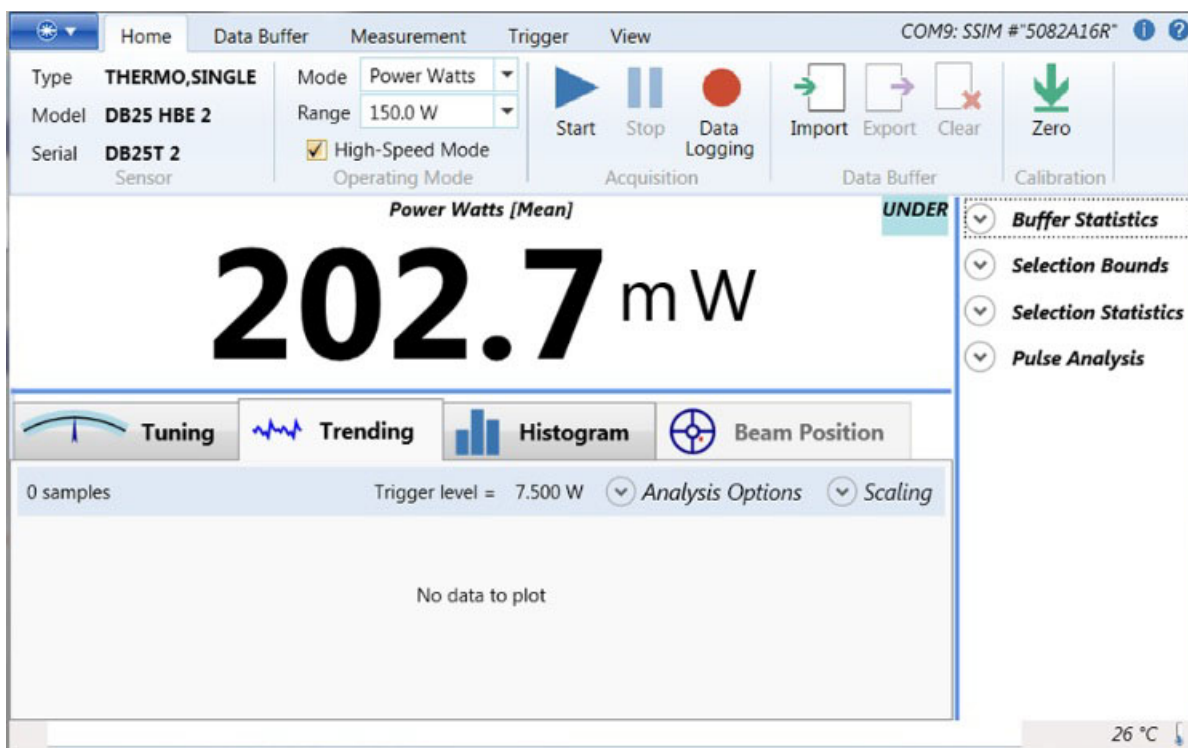 Home Data Buffer Measurement Trigger View COM9: SSIM #"5082A16R"
Type THERMO,SINGLE
Model DB25 HBE 2
Serial DB25T 2
Sensor
Mode Power Watts
Range 150.0 W
High-Speed Mode
Operating Mode
Start Stop Data Logging
Acquisition
Import Export Clear
Data Buffer
Zero
Calibration
Power Watts [Mean] UNDER
202.7 mW
Buffer Statistics
Selection Bounds
Selection Statistics
Pulse Analysis
Tuning Trending Histogram Beam Position
0 samples Trigger level = 7.500 W Analysis Options Scaling
No data to plot
26 °C